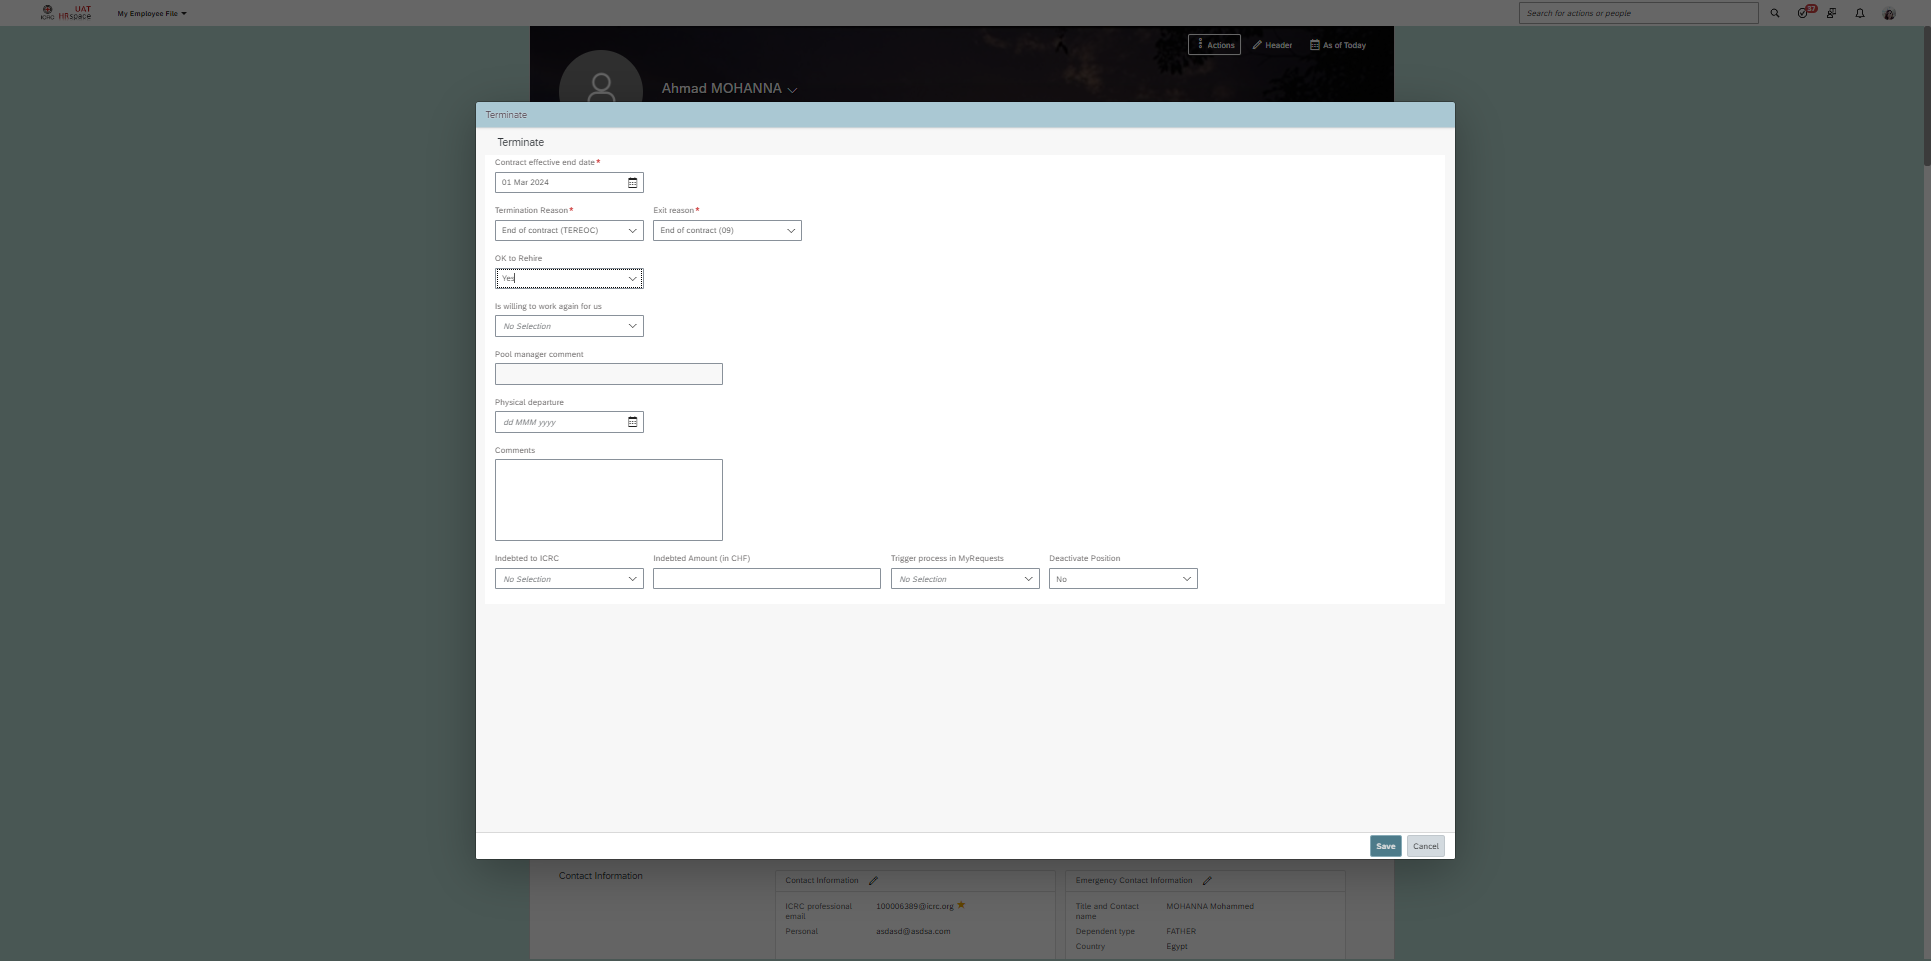 ICRC
UAT
HRspace
My Employee File
Search for actions or people
37
Actions
Header
As of Today
Ahmad MOHANNA
Terminate
Terminate
Contract effective end date*
01 Mar 2024
Termination Reason* Exit reason*
End of contract (TEREOC) End of contract (09)
OK to Rehire
Yes
Is willing to work again for us
No Selection
Pool manager comment
Physical departure
dd MMM yyyy
Comments
Indebted to ICRC Indebted Amount (in CHF) Trigger process in MyRequests Deactivate Position
No Selection No Selection No
Save Cancel
Contact Information
Contact Information
ICRC professional email 100006389@icrc.org
Personal asdasd@asdsa.com
Emergency Contact Information
Title and Contact name MOHANNA Mohammed
Dependent type FATHER
Country Egypt